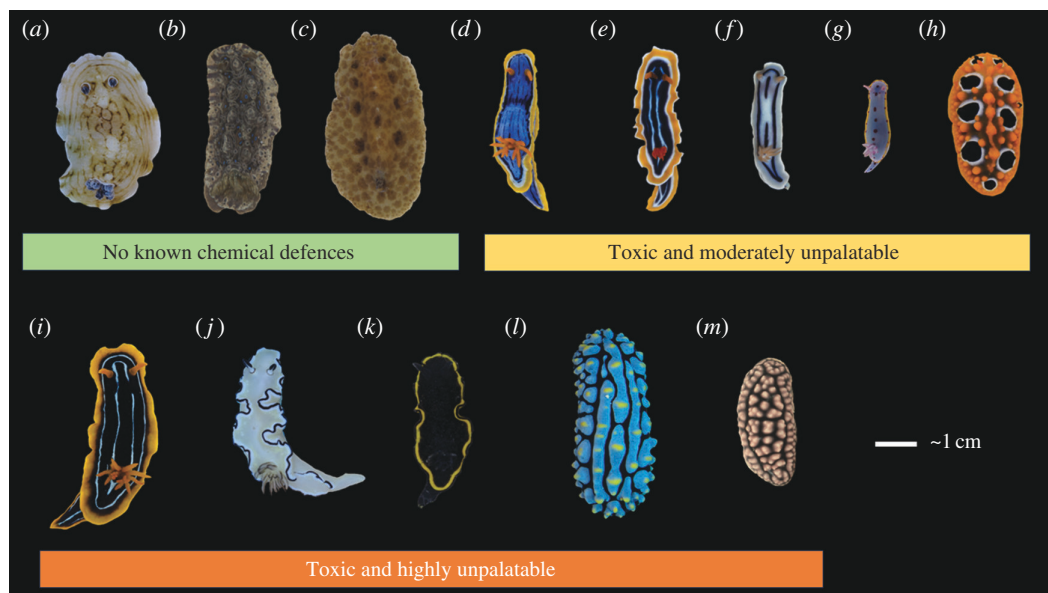 (a) (b) (c) (d) (e) (f) (g) (h)
No known chemical defences Toxic and moderately unpalatable
(i) (j) (k) (l) (m)
~1 cm
Toxic and highly unpalatable